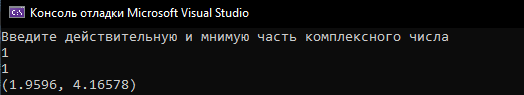 Консоль отладки Microsoft Visual Studio
Введите действительную и мнимую часть комплексного числа
1
1
(1.9596, 4.16578)